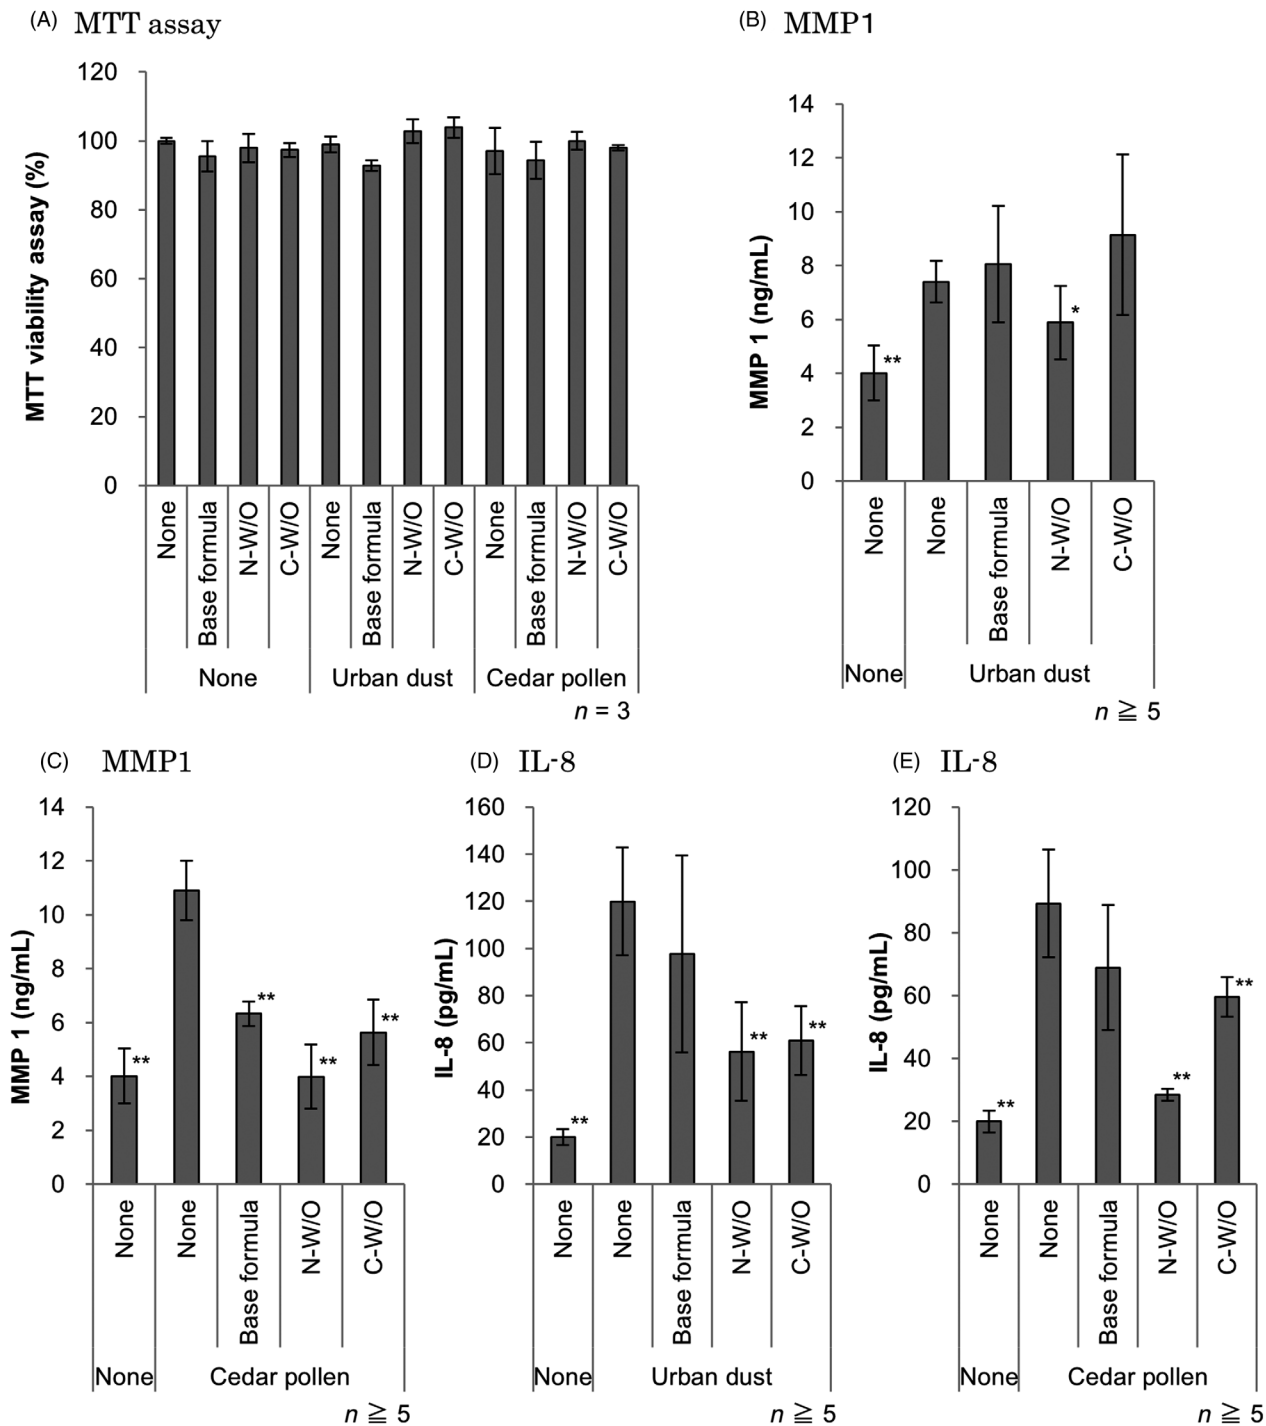 (A) MTT assay
MTT viability assay (%)
120
100
80
60
40
20
0
None
Base formula
N-W/O
C-W/O
None
Base formula
N-W/O
C-W/O
None
Base formula
N-W/O
C-W/O
None
Urban dust
Cedar pollen
n = 3
(B) MMP1
MMP 1 (ng/mL)
14
12
10
8
6
4
2
0
**
*
None
None
Base formula
N-W/O
C-W/O
None
Urban dust
n ≧ 5
(C) MMP1
MMP 1 (ng/mL)
14
12
10
8
6
4
2
0
**
**
**
**
None
None
Base formula
N-W/O
C-W/O
None
Cedar pollen
n ≧ 5
(D) IL-8
IL-8 (pg/mL)
160
140
120
100
80
60
40
20
0
**
**
**
None
None
Base formula
N-W/O
C-W/O
None
Urban dust
n ≧ 5
(E) IL-8
IL-8 (pg/mL)
120
100
80
60
40
20
0
**
**
**
None
None
Base formula
N-W/O
C-W/O
None
Cedar pollen
n ≧ 5